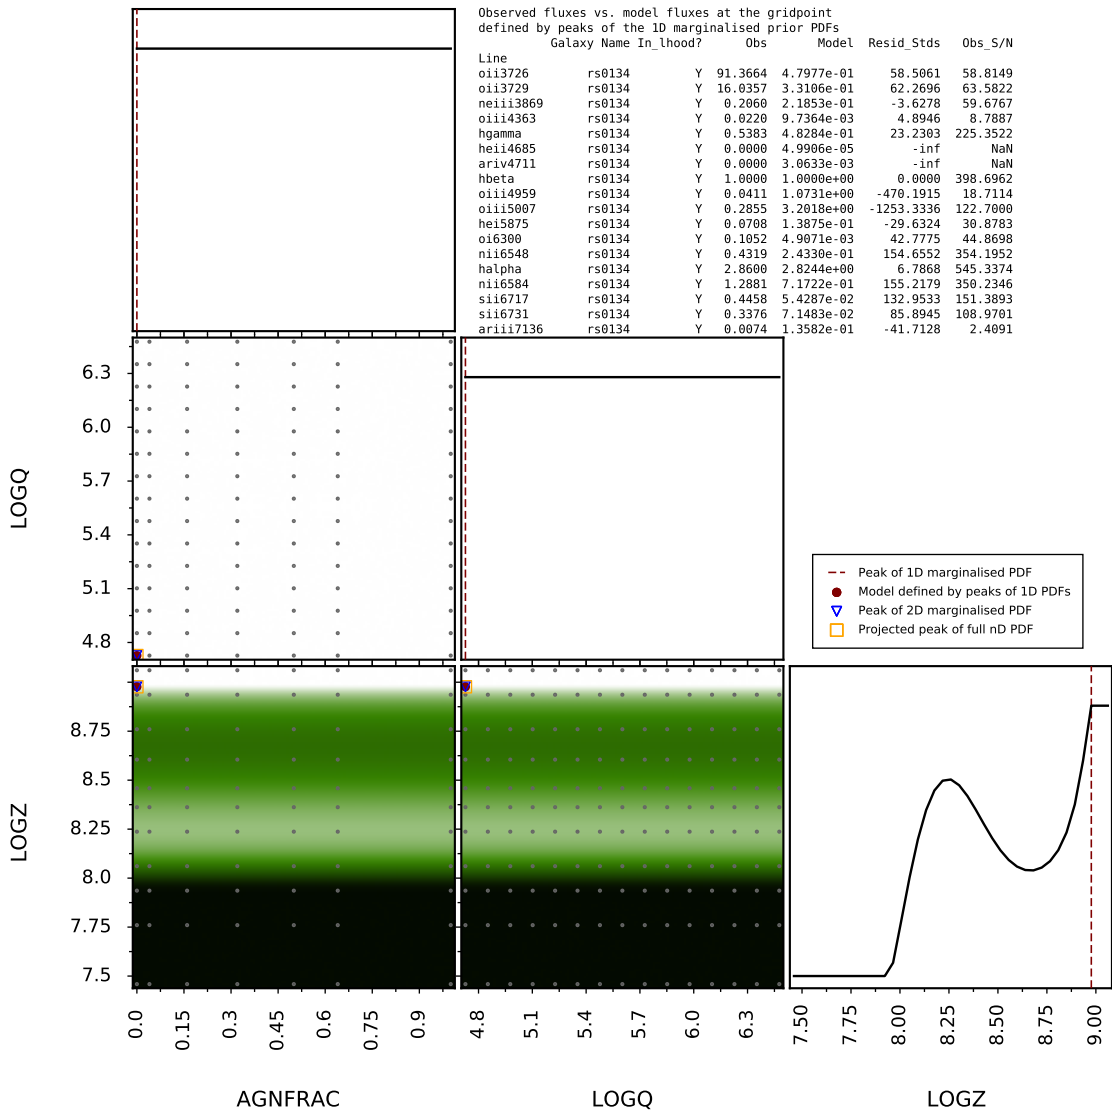 Observed fluxes vs. model fluxes at the gridpoint
defined by peaks of the 1D marginalised prior PDFs
Galaxy Name In_lhood? Obs Model Resid_Stds Obs_S/N
Line
oii3726 rs0134 Y 91.3664 4.7977e-01 58.5061 58.8149
oii3729 rs0134 Y 16.0357 3.3106e-01 62.2696 63.5822
neiii3869 rs0134 Y 0.2060 2.1853e-01 -3.6278 59.6767
oiii4363 rs0134 Y 0.0220 9.7364e-03 4.8946 8.7887
hgamma rs0134 Y 0.5383 4.8284e-01 23.2303 225.3522
heii4685 rs0134 Y 0.0000 4.9906e-05 -inf NaN
ariv4711 rs0134 Y 0.0000 3.0633e-03 -inf NaN
hbeta rs0134 Y 1.0000 1.0000e+00 0.0000 398.6962
oiii4959 rs0134 Y 0.0411 1.0731e+00 -470.1915 18.7114
oiii5007 rs0134 Y 0.2855 3.2018e+00 -1253.3336 122.7000
hei5875 rs0134 Y 0.0708 1.3875e-01 -29.6324 30.8783
oi6300 rs0134 Y 0.1052 4.9071e-03 42.7775 44.8698
nii6548 rs0134 Y 0.4319 2.4330e-01 154.6552 354.1952
halpha rs0134 Y 2.8600 2.8244e+00 6.7868 545.3374
nii6584 rs0134 Y 1.2881 7.1722e-01 155.2179 350.2346
sii6717 rs0134 Y 0.4458 5.4287e-02 132.9533 151.3893
sii6731 rs0134 Y 0.3376 7.1483e-02 85.8945 108.9701
ariii7136 rs0134 Y 0.0074 1.3582e-01 -41.7128 2.4091
6.3
6.0
5.7
5.4
5.1
4.8
LOGQ
Peak of 1D marginalised PDF
Model defined by peaks of 1D PDFs
Peak of 2D marginalised PDF
Projected peak of full nD PDF
8.75
8.5
8.25
8.0
7.75
7.5
LOGZ
0.0 0.15 0.3 0.45 0.6 0.75 0.9
4.8 5.1 5.4 5.7 6.0 6.3
7.50 7.75 8.00 8.25 8.50 8.75 9.00
AGNFRAC LOGQ LOGZ